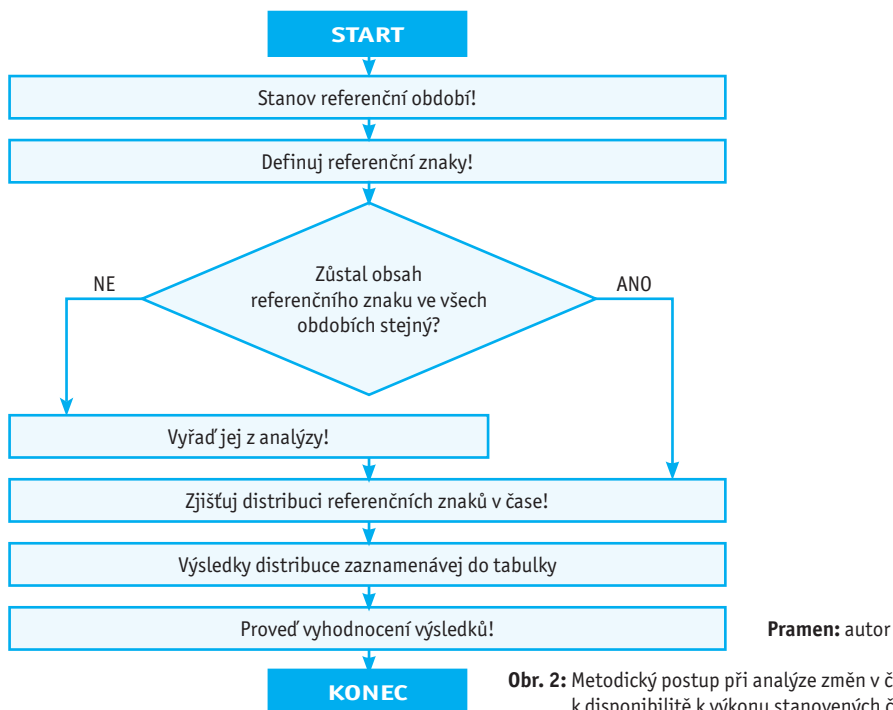 START
Stanov referenční období!
Definuj referenční znaky!
Zůstal obsah
referenčního znaku ve všech
obdobích stejný?
NE
ANO
Vyřaď jej z analýzy!
Zjišťuj distribuci referenčních znaků v čase!
Výsledky distribuce zaznamenávej do tabulky
Proveď vyhodnocení výsledků!
Pramen: autor
KONEC
Obr. 2: Metodický postup při analýze změn v č
k disponibilitě k výkonu stanovených č